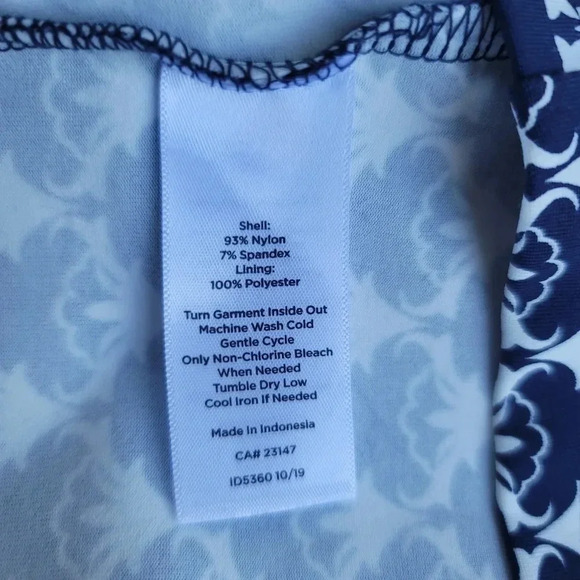 Shell:
93% Nylon
7% Spandex
Lining:
100% Polyester
Turn Garment Inside Out
Machine Wash Cold
Gentle Cycle
Only Non-Chlorine Bleach
When Needed
Tumble Dry Low
Cool Iron If Needed
Made In Indonesia
CA# 23147
ID5360 10/19